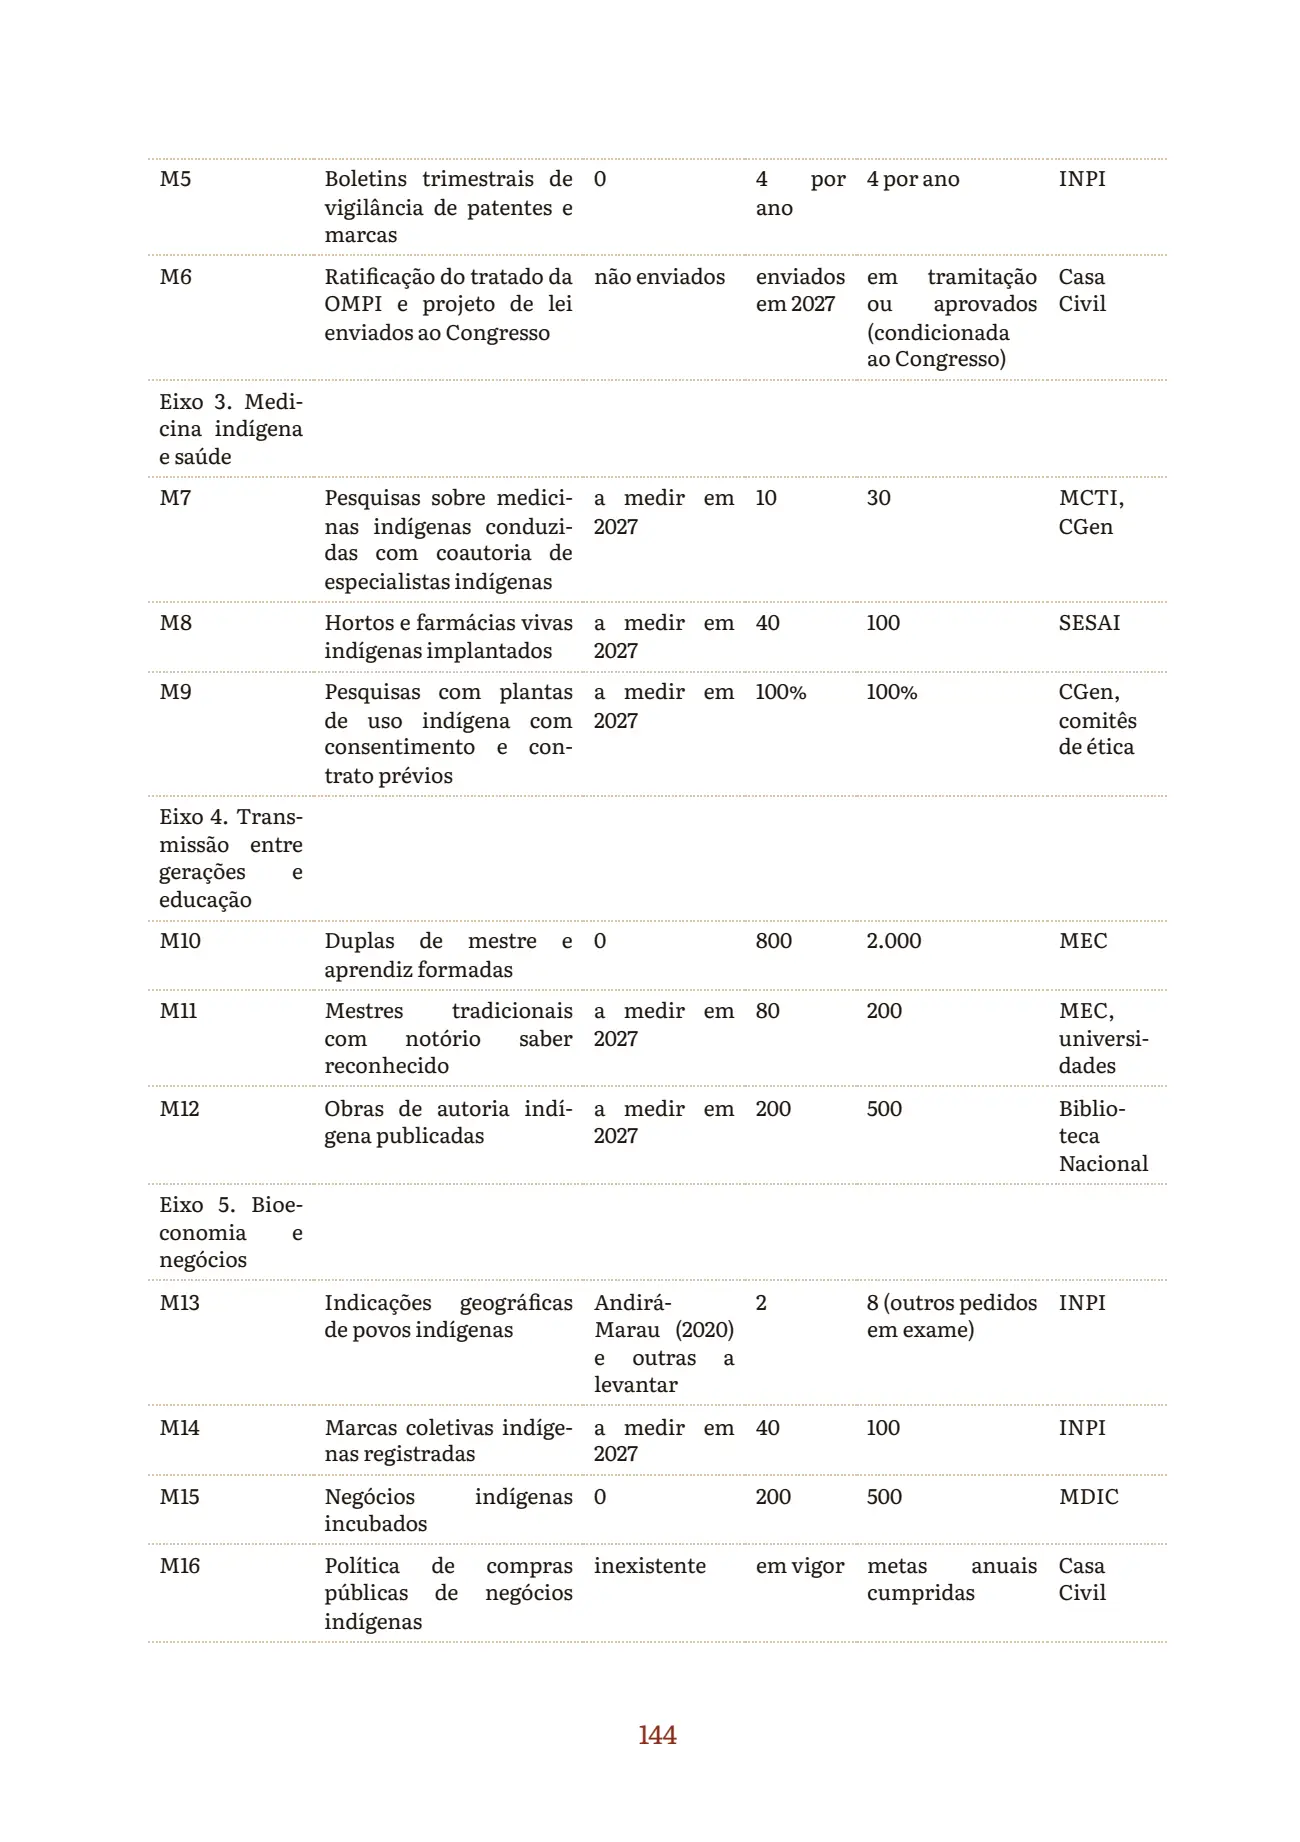 M5 Boletins trimestrais de 0 4 por 4 por ano INPI
vigilância de patentes e ano
marcas
M6 Ratificação do tratado da não enviados enviados em tramitação Casa
OMPI e projeto de lei em 2027 ou aprovados Civil
enviados ao Congresso (condicionada
ao Congresso)
Eixo 3. Medi-
cina indígena
e saúde
M7 Pesquisas sobre medici- a medir em 10 30 MCTI,
nas indígenas conduzi- 2027 CGen
das com coautoria de
especialistas indígenas
M8 Hortos e farmácias vivas a medir em 40 100 SESAI
indígenas implantados 2027
M9 Pesquisas com plantas a medir em 100% 100% CGen,
de uso indígena com 2027 comitês
consentimento e con- de ética
trato prévios
Eixo 4. Trans-
missão entre
gerações e
educação
M10 Duplas de mestre e 0 800 2.000 MEC
aprendiz formadas
M11 Mestres tradicionais a medir em 80 200 MEC,
com notório saber 2027 universi-
reconhecido dades
M12 Obras de autoria indí- a medir em 200 500 Biblio-
gena publicadas 2027 teca
Nacional
Eixo 5. Bioe-
conomia e
negócios
M13 Indicações geográficas Andirá- 2 8 (outros pedidos INPI
de povos indígenas Marau (2020) em exame)
e outras a
levantar
M14 Marcas coletivas indíge- a medir em 40 100 INPI
nas registradas 2027
M15 Negócios indígenas 0 200 500 MDIC
incubados
M16 Política de compras inexistente em vigor metas anuais Casa
públicas de negócios cumpridas Civil
indígenas
144